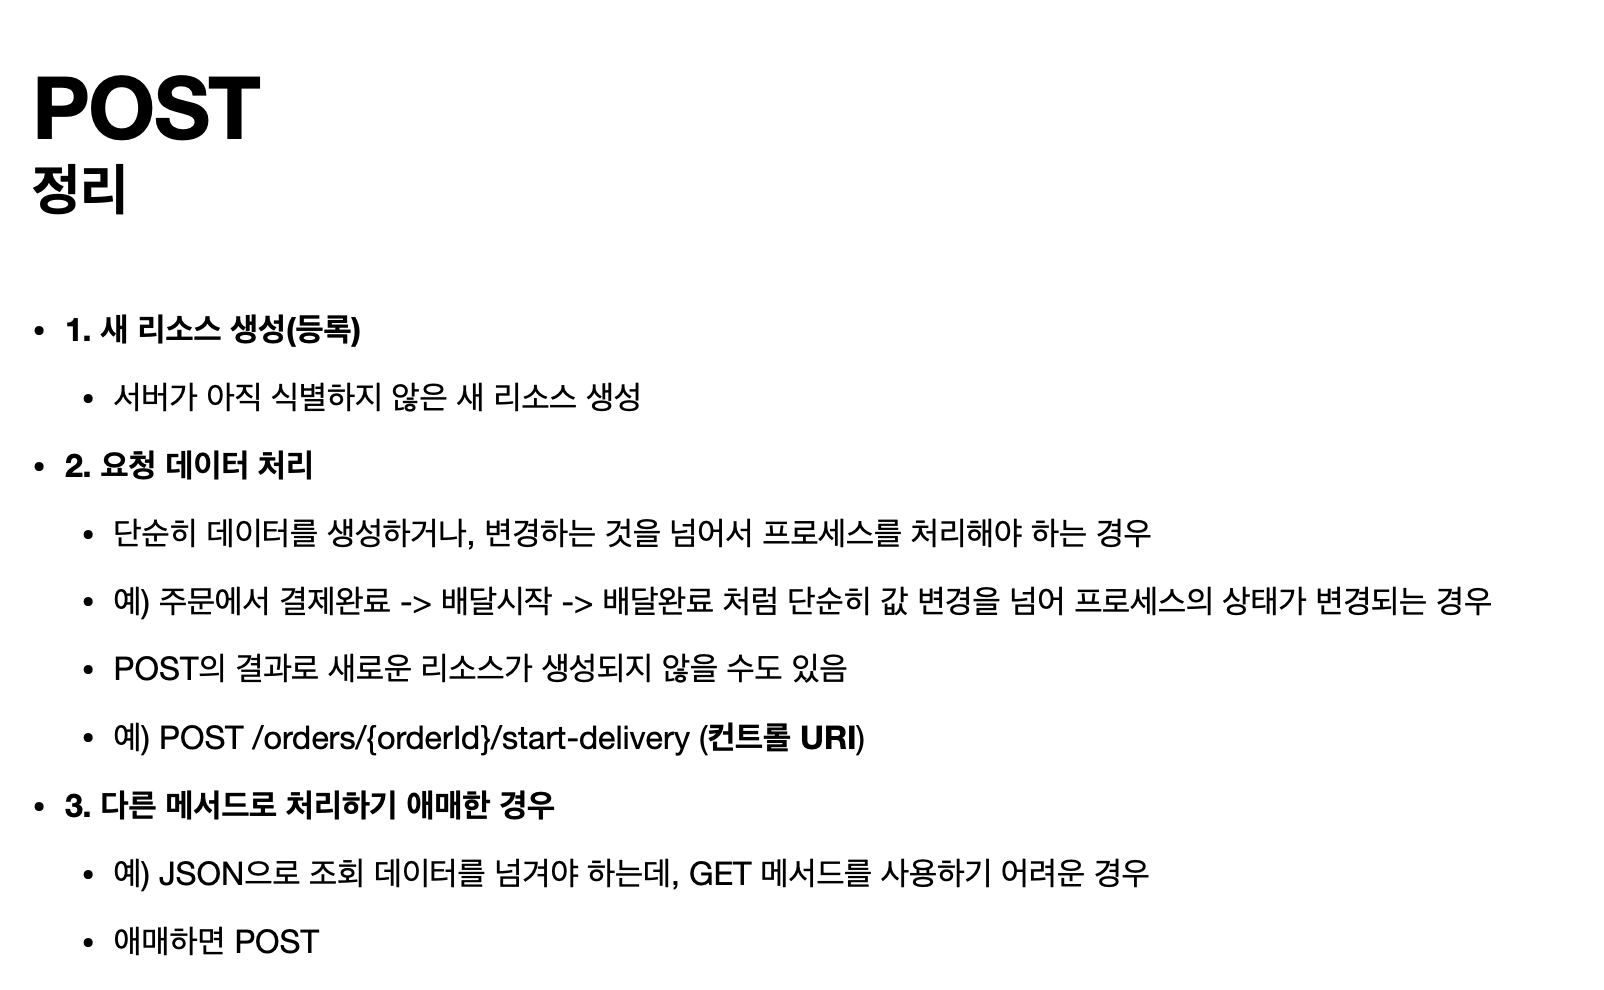 POST
정리
• 1. 새 리소스 생성(등록)
• 서버가 아직 식별하지 않은 새 리소스 생성
• 2. 요청 데이터 처리
• 단순히 데이터를 생성하거나, 변경하는 것을 넘어서 프로세스를 처리해야 하는 경우
• 예) 주문에서 결제완료 -> 배달시작 -> 배달완료 처럼 단순히 값 변경을 넘어 프로세스의 상태가 변경되는 경우
• POST의 결과로 새로운 리소스가 생성되지 않을 수도 있음
• 예) POST /orders/{orderId}/start-delivery (컨트롤 URI)
• 3. 다른 메서드로 처리하기 애매한 경우
• 예) JSON으로 조회 데이터를 넘겨야 하는데, GET 메서드를 사용하기 어려운 경우
• 애매하면 POST